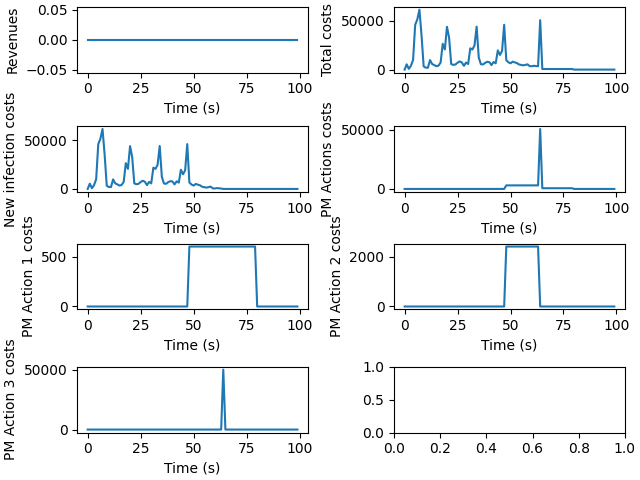 Revenues
0.05
0.00
−0.05
0 25 50 75 100
Time (s)
Total costs
50000
0
0 25 50 75 100
Time (s)
New infection costs
50000
0
0 25 50 75 100
Time (s)
PM Actions costs
50000
0
0 25 50 75 100
Time (s)
PM Action 1 costs
500
0
0 25 50 75 100
Time (s)
PM Action 2 costs
2000
0
0 25 50 75 100
Time (s)
PM Action 3 costs
50000
0
0 25 50 75 100
Time (s)
1.0
0.5
0.0
0.0 0.2 0.4 0.6 0.8 1.0